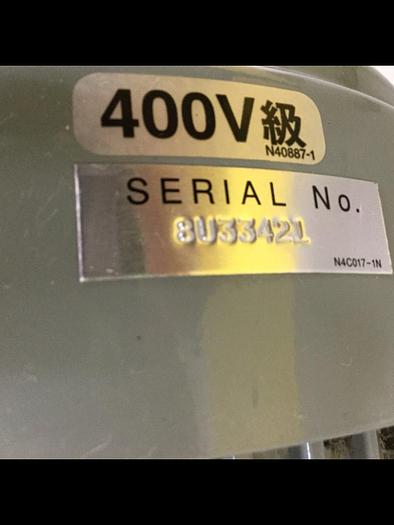 400V級
N40887-1
SERIAL No.
8U33421
N4C017-1N